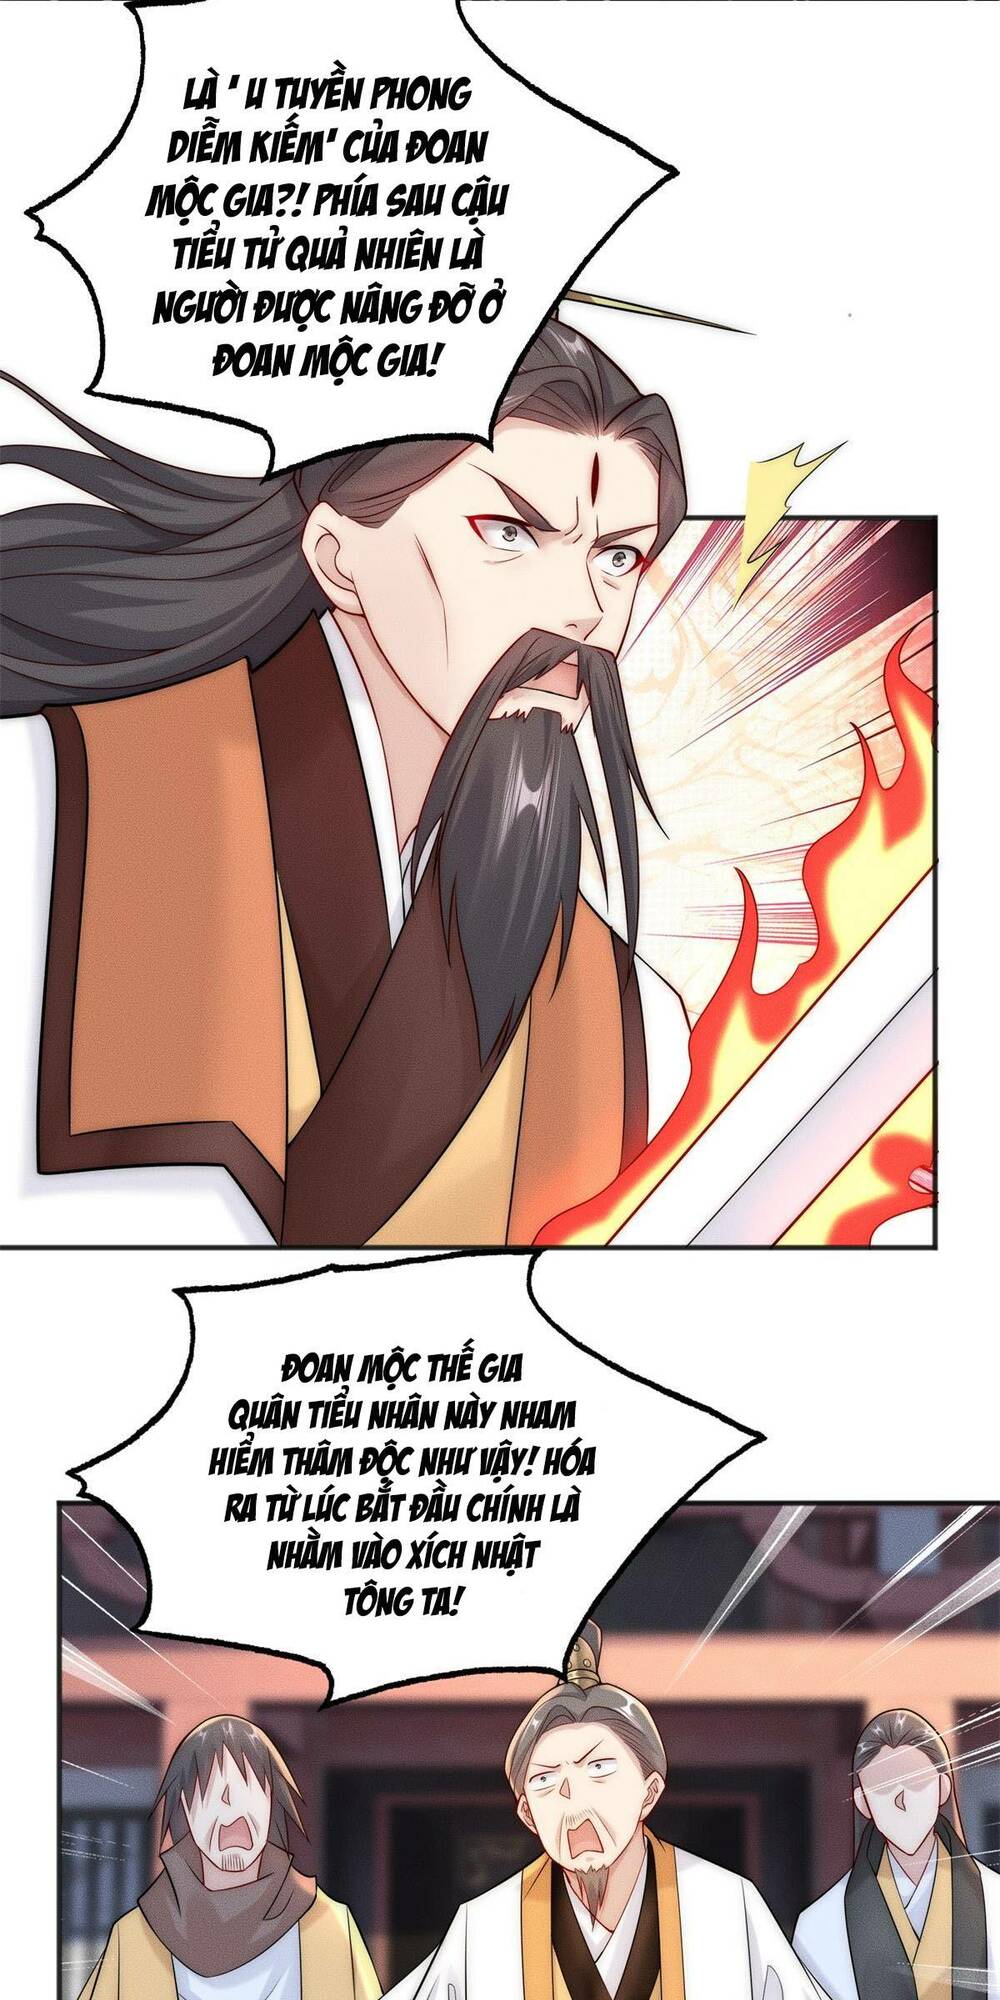 LÀ ' U TUYỀN PHONG
DIỄM KIẾM' CỦA ĐOAN
MỘC GIA?! PHÍA SAU CẬU
TIỂU TỬ QUẢ NHIÊN LÀ
NGƯỜI ĐƯỢC NÂNG ĐỠ Ở
ĐOAN MỘC GIA!
ĐOAN MỘC THẾ GIA
QUÂN TIỂU NHÂN NÀY NHAM
HIỂM THÂM ĐỘC NHƯ VẬY! HÓA
RA TỪ LÚC BẮT ĐẦU CHÍNH LÀ
NHẰM VÀO XÍCH NHẬT
TÔNG TA!